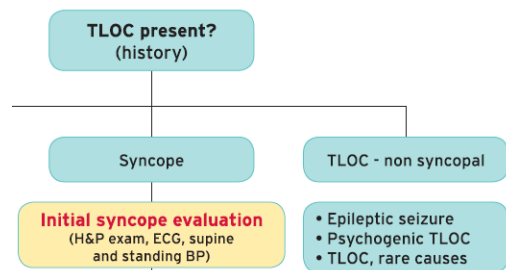 TLOC present?
(history)
Syncope
TLOC - non syncopal
Initial syncope evaluation
(H&P exam, ECG, supine
and standing BP)
• Epileptic seizure
• Psychogenic TLOC
• TLOC, rare causes